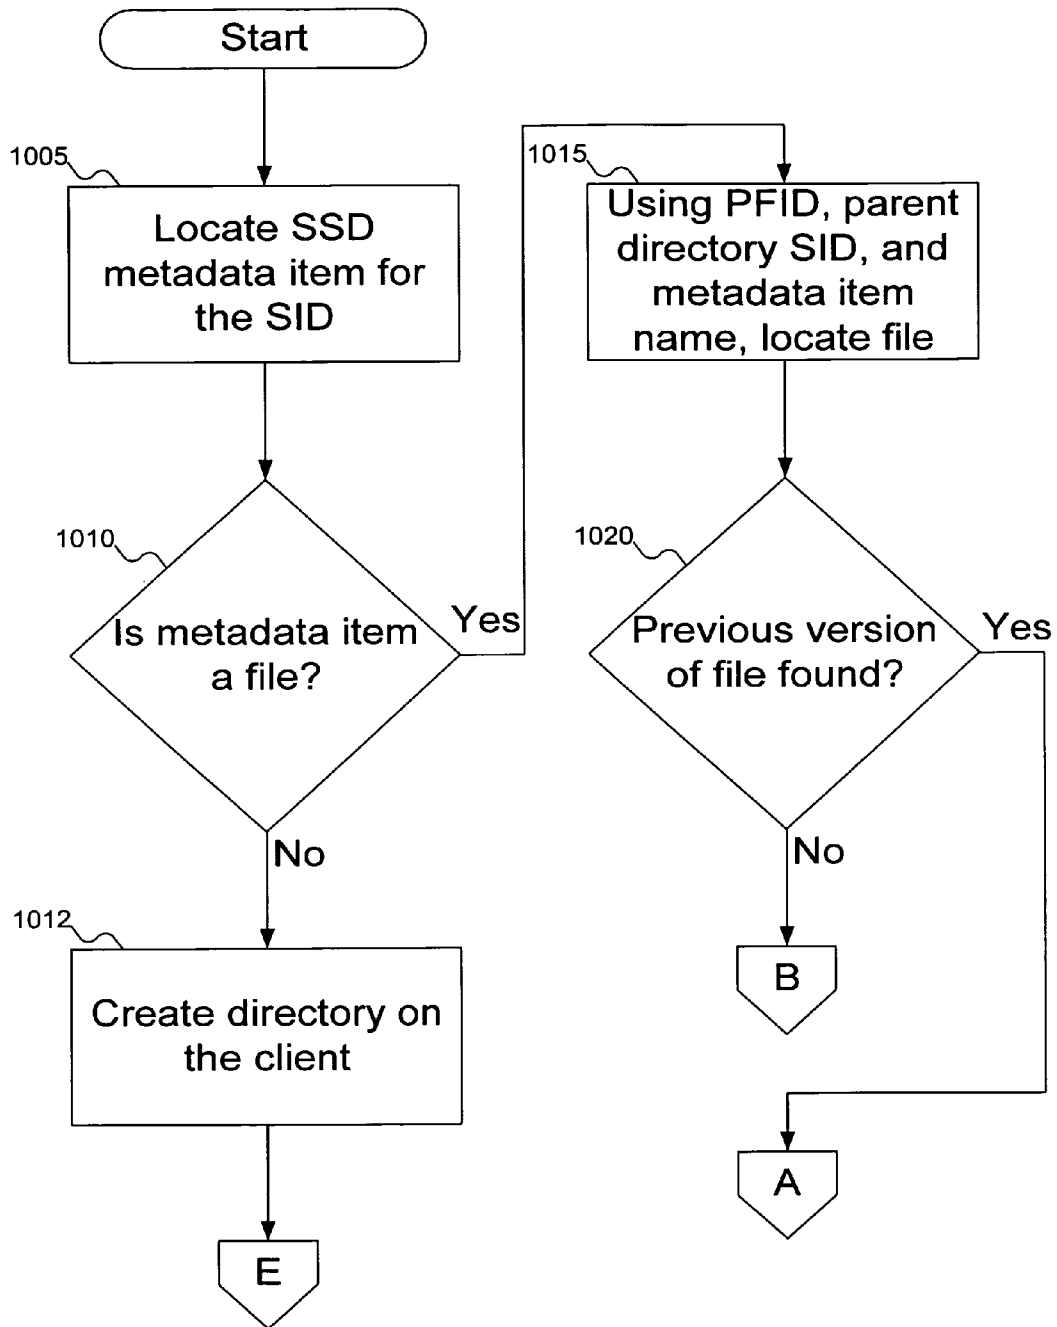 Start
1005
Locate SSD
metadata item for
the SID
1010
Is metadata item
a file?
Yes
No
1012
Create directory on
the client
E
1015
Using PFID, parent
directory SID, and
metadata item
name, locate file
1020
Previous version
of file found?
Yes
No
B
A